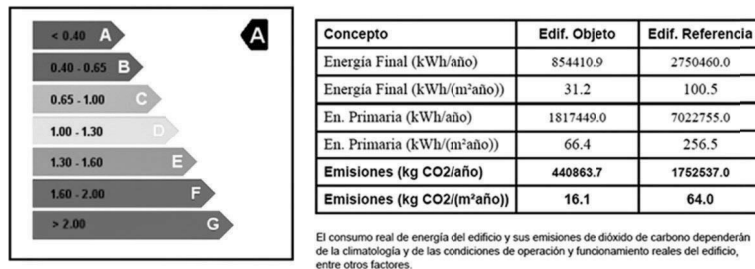 < 0.40 A
A
0.40 - 0.65 B
0.65 - 1.00 C
1.00 - 1.30 D
1.30 - 1.60 E
1.60 - 2.00 F
> 2.00 G
Concepto Edif. Objeto Edif. Referencia
Energía Final (kWh/año) 854410.9 2750460.0
Energía Final (kWh/(m²año)) 31.2 100.5
En. Primaria (kWh/año) 1817449.0 7022755.0
En. Primaria (kWh/(m²año)) 66.4 256.5
Emisiones (kg CO2/año) 440863.7 1752537.0
Emisiones (kg CO2/(m²año)) 16.1 64.0
El consumo real de energía del edificio y sus emisiones de dióxido de carbono dependerán
de la climatología y de las condiciones de operación y funcionamiento reales del edificio,
entre otros factores.